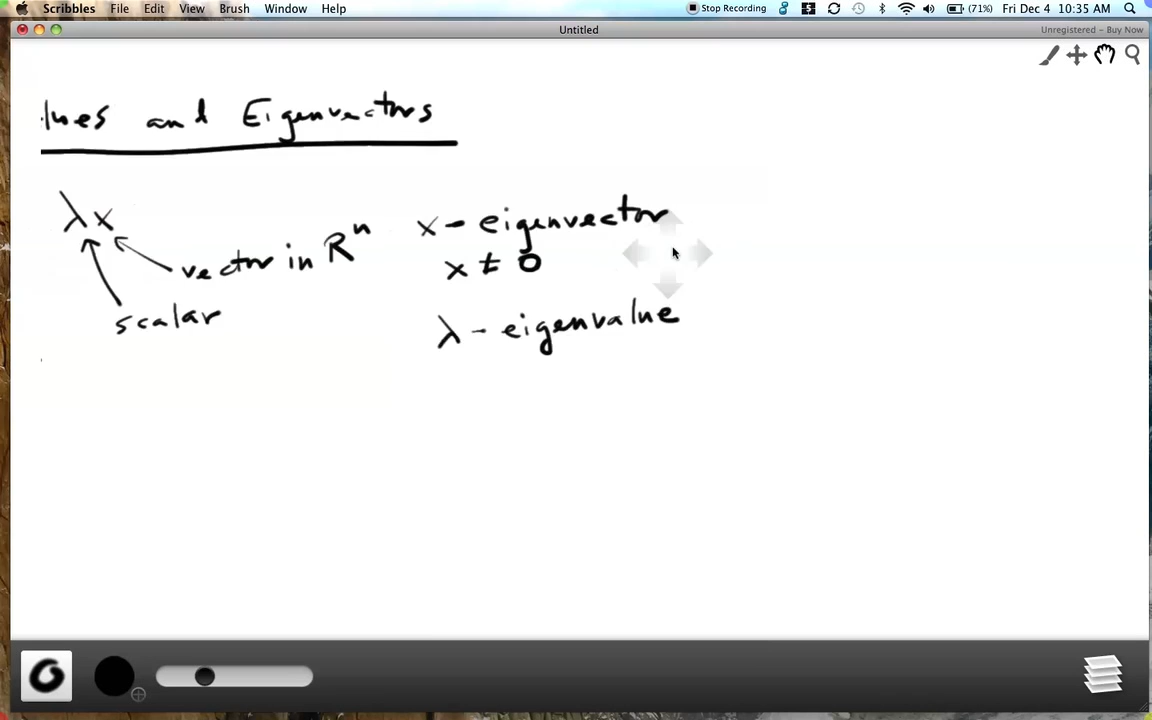 Scribbles File Edit View Brush Window Help Stop Recording (71%) Fri Dec 4 10:35 AM
Untitled
Unregistered - Buy Now
lues and Eigenvectors
λx
vector in Rⁿ
scalar
x - eigenvector
x ≠ 0
λ - eigenvalue